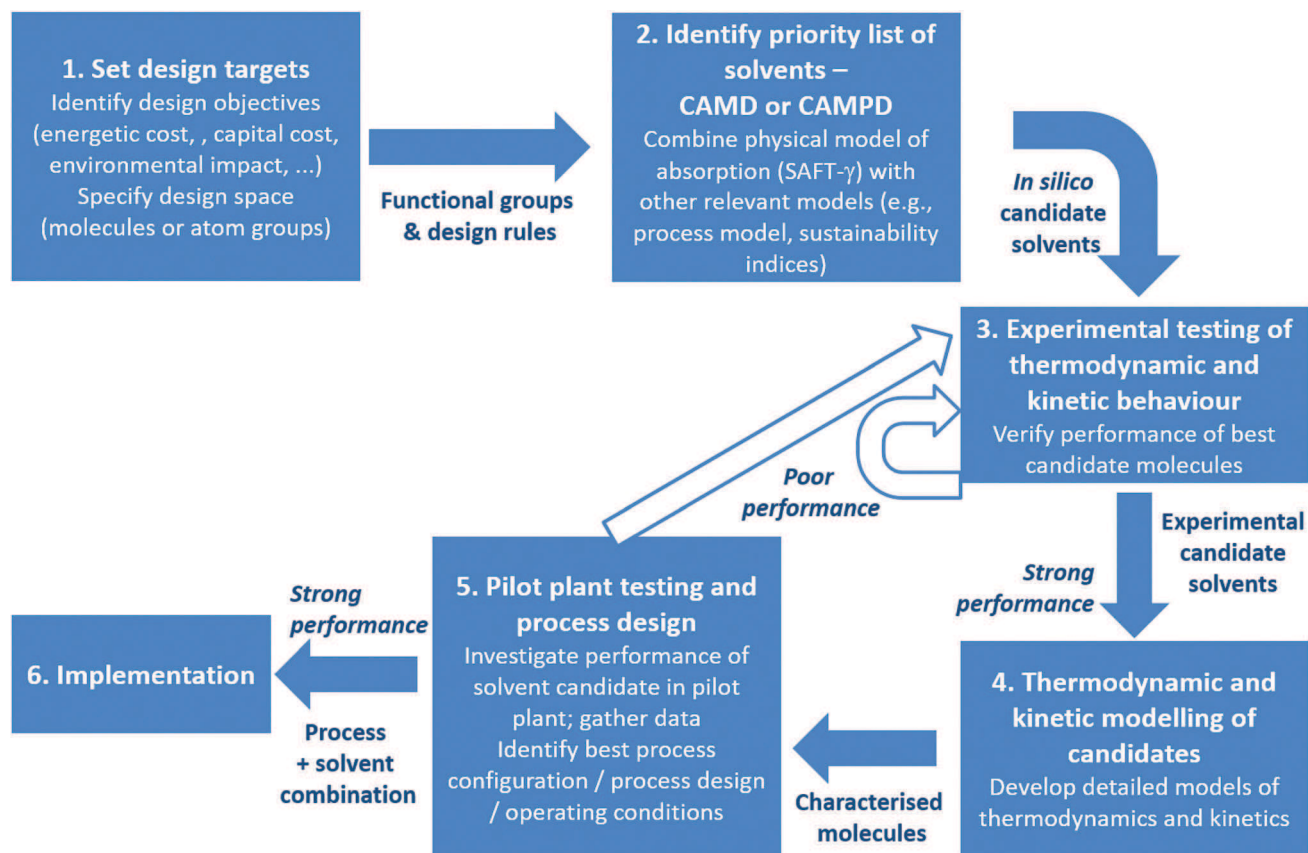 1. Set design targets
Identify design objectives
(energetic cost, , capital cost,
environmental impact, ...)
Specify design space
(molecules or atom groups)
Functional groups
& design rules
2. Identify priority list of
solvents –
CAMD or CAMPD
Combine physical model of
absorption (SAFT-γ) with
other relevant models (e.g.,
process model, sustainability
indices)
In silico
candidate
solvents
3. Experimental testing of
thermodynamic and
kinetic behaviour
Verify performance of best
candidate molecules
Poor
performance
Experimental
candidate
solvents
Strong
performance
4. Thermodynamic and
kinetic modelling of
candidates
Develop detailed models of
thermodynamics and kinetics
Characterised
molecules
5. Pilot plant testing and
process design
Investigate performance of
solvent candidate in pilot
plant; gather data
Identify best process
configuration / process design
/ operating conditions
Strong
performance
Process
+ solvent
combination
6. Implementation